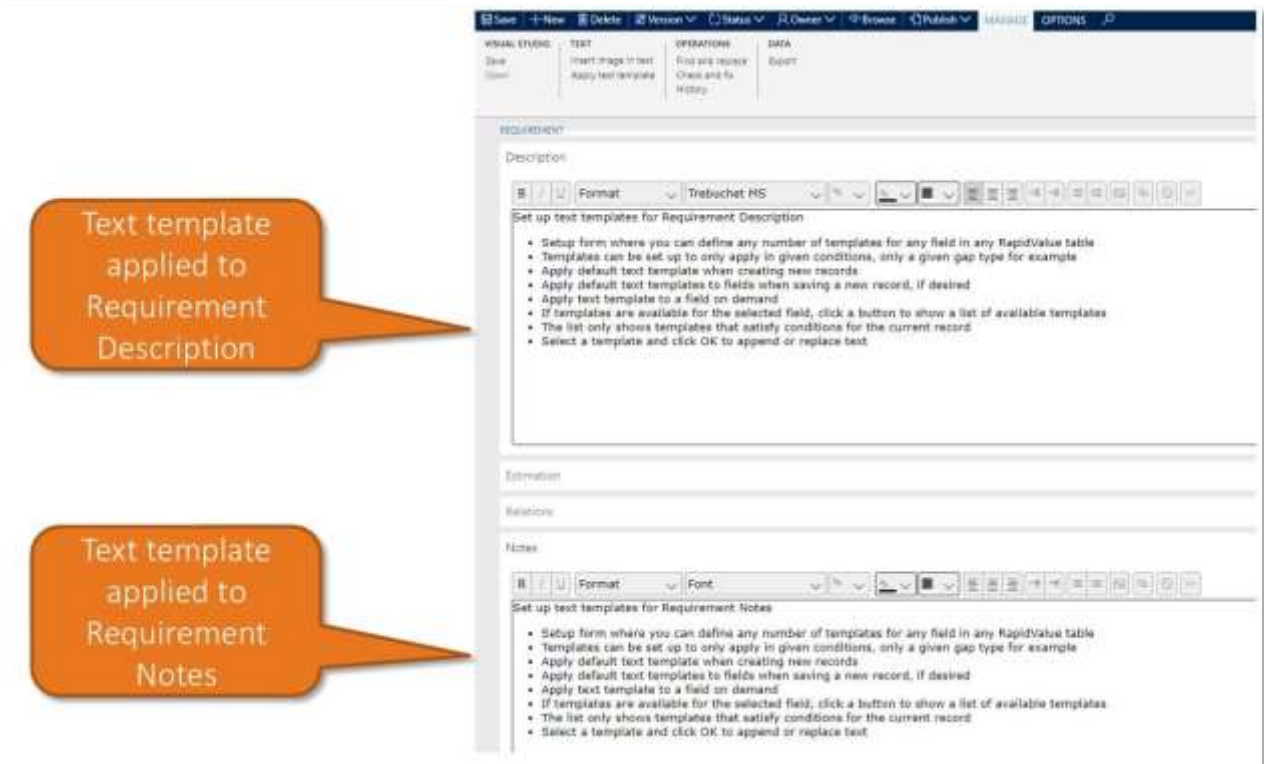 Save New Delete Version Status Owner Browse Publish MANAGE OPTIONS
VISUAL STUDIO TEXT OPERATIONS DATA
Save Insert image in text Find and replace Export
Open Apply text template Check and fix
History
REQUIREMENT
Description
B I U Format Trebuchet MS
Text template
applied to
Requirement
Description
Set up text templates for Requirement Description
• Setup form where you can define any number of templates for any field in any RapidValue table
• Templates can be set up to only apply in given conditions, only a given gap type for example
• Apply default text template when creating new records
• Apply default text templates to fields when saving a new record, if desired
• Apply text template to a field on demand
• If templates are available for the selected field, click a button to show a list of available templates
• The list only shows templates that satisfy conditions for the current record
• Select a template and click OK to append or replace text
Estimation
Relations
Notes
B I U Format Font
Text template
applied to
Requirement
Notes
Set up text templates for Requirement Notes
• Setup form where you can define any number of templates for any field in any RapidValue table
• Templates can be set up to only apply in given conditions, only a given gap type for example
• Apply default text template when creating new records
• Apply default text templates to fields when saving a new record, if desired
• Apply text template to a field on demand
• If templates are available for the selected field, click a button to show a list of available templates
• The list only shows templates that satisfy conditions for the current record
• Select a template and click OK to append or replace text